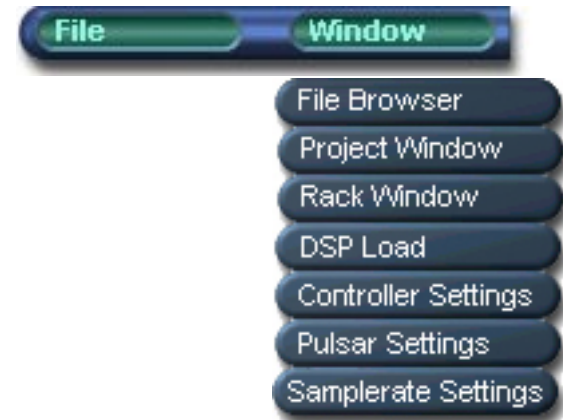 File Window
File Browser
Project Window
Rack Window
DSP Load
Controller Settings
Pulsar Settings
Samplerate Settings